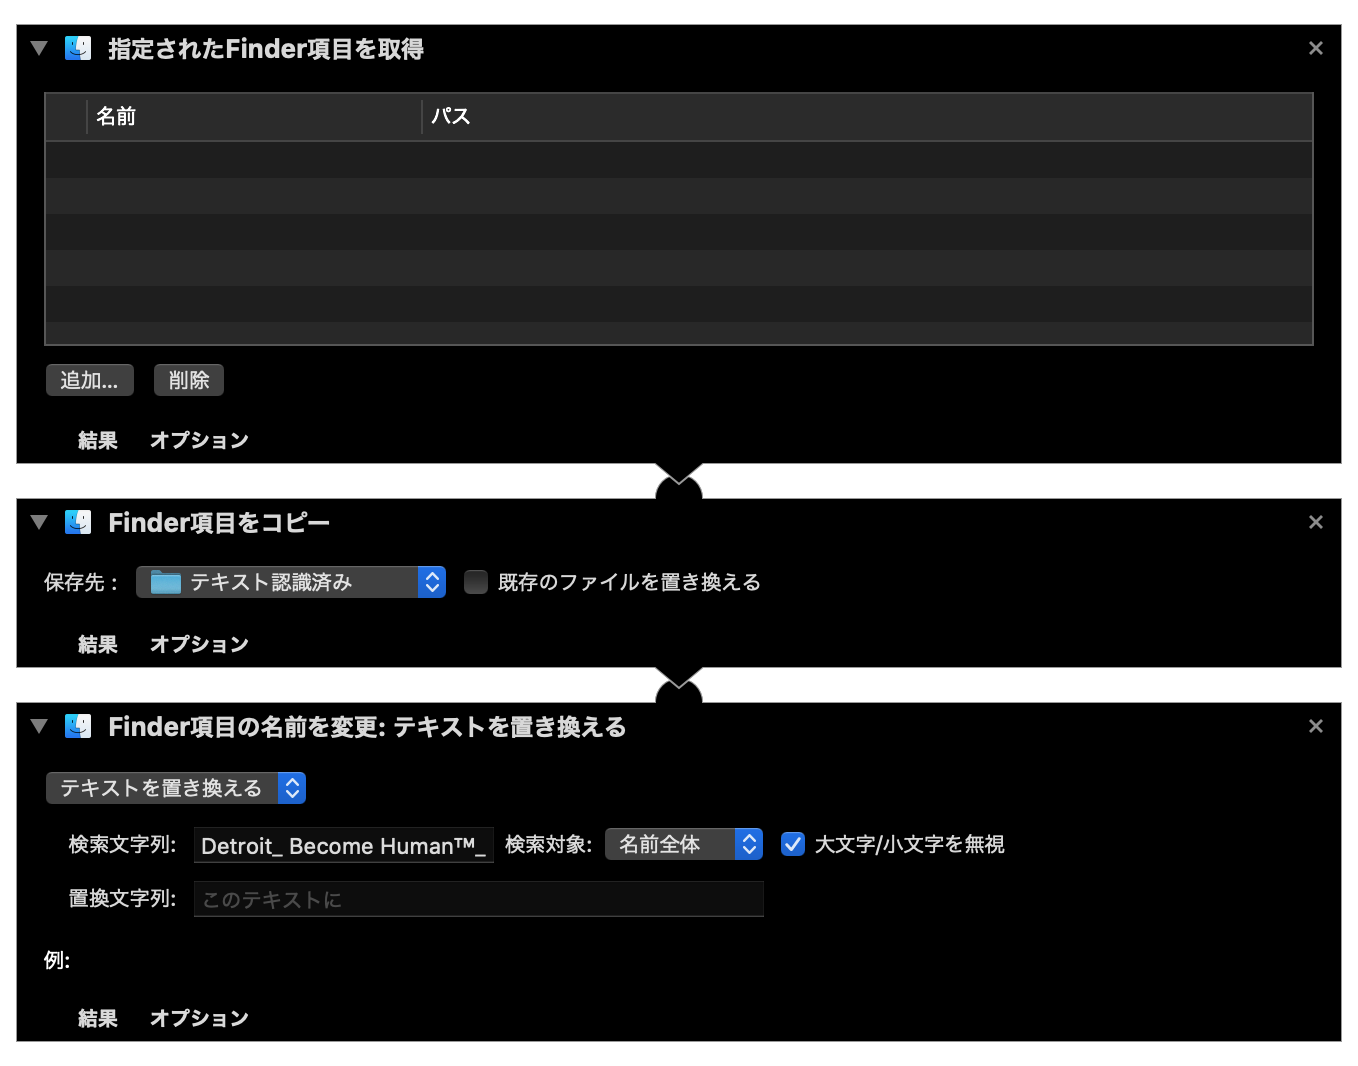 指定されたFinder項目を取得
名前 パス
追加... 削除
結果 オプション
Finder項目をコピー
保存先： テキスト認識済み 既存のファイルを置き換える
結果 オプション
Finder項目の名前を変更: テキストを置き換える
テキストを置き換える
検索文字列: Detroit_ Become Human™_ 検索対象: 名前全体 大文字/小文字を無視
置換文字列: このテキストに
例:
結果 オプション